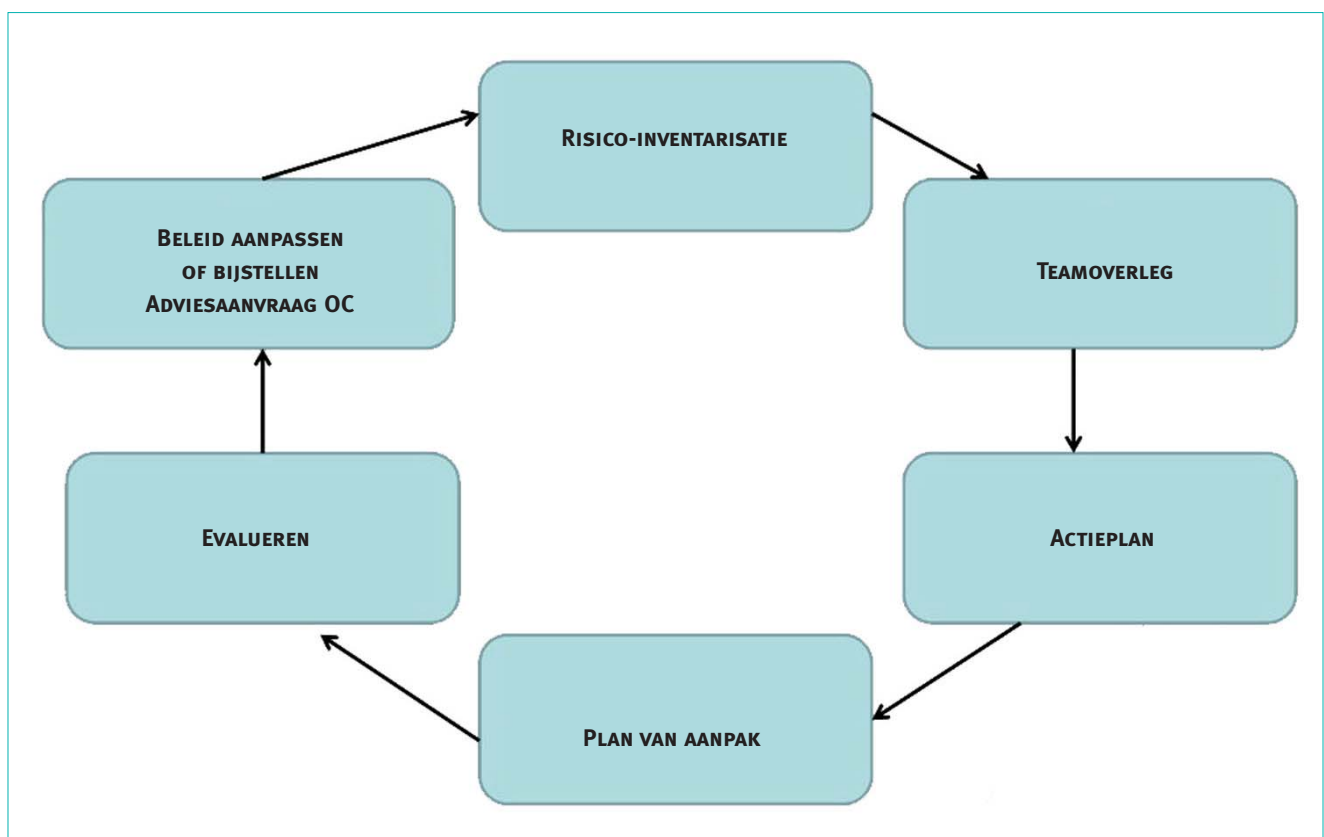 Risico-inventarisatie
Teamoverleg
Actieplan
Plan van aanpak
Evalueren
Beleid aanpassen
of bijstellen
Adviesaanvraag OC